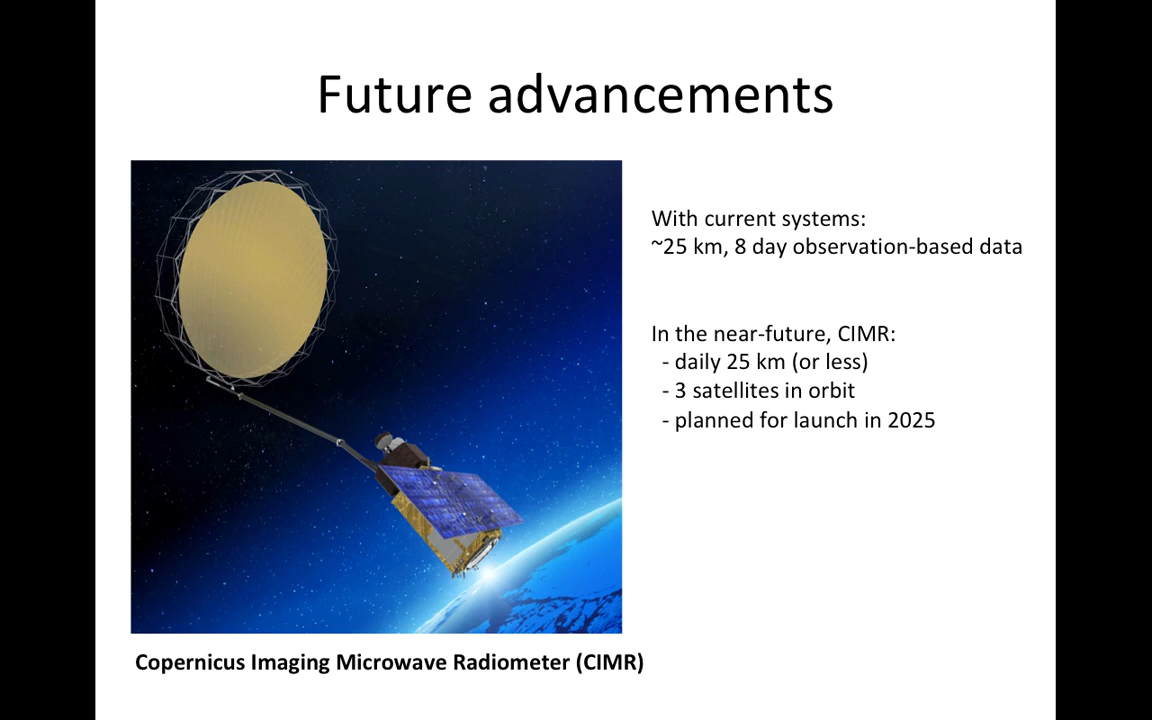 Future advancements
With current systems:
~25 km, 8 day observation-based data
In the near-future, CIMR:
- daily 25 km (or less)
- 3 satellites in orbit
- planned for launch in 2025
Copernicus Imaging Microwave Radiometer (CIMR)